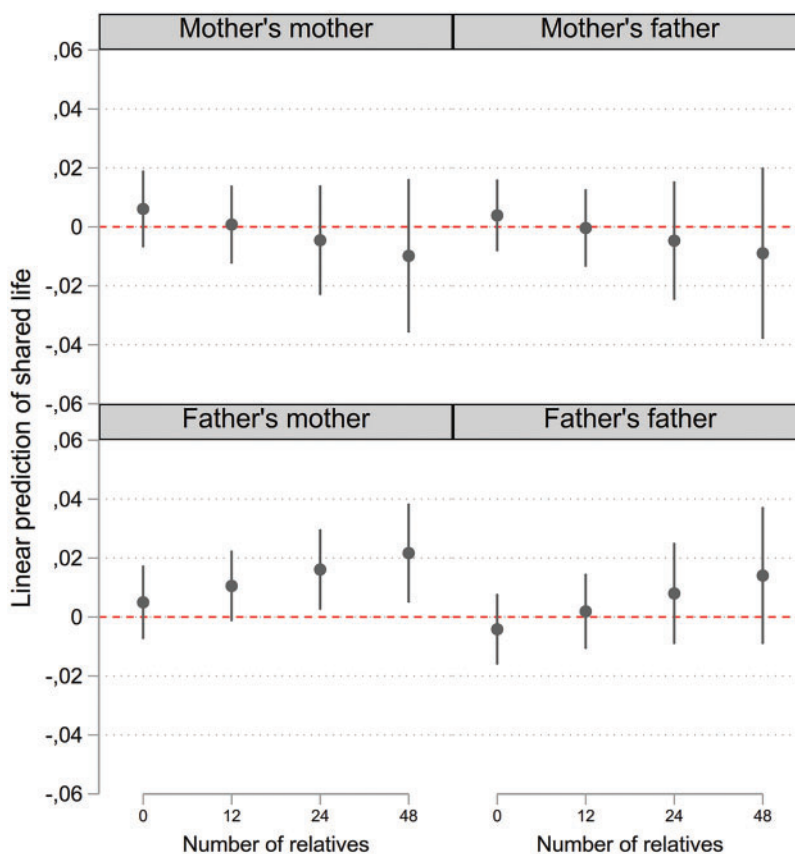 Mother's mother
Mother's father
,06
,04
,02
0
-,02
-,04
-,06
Father's mother
Father's father
,06
,04
,02
0
-,02
-,04
-,06
0 12 24 48
0 12 24 48
Number of relatives
Number of relatives
Linear prediction of shared life